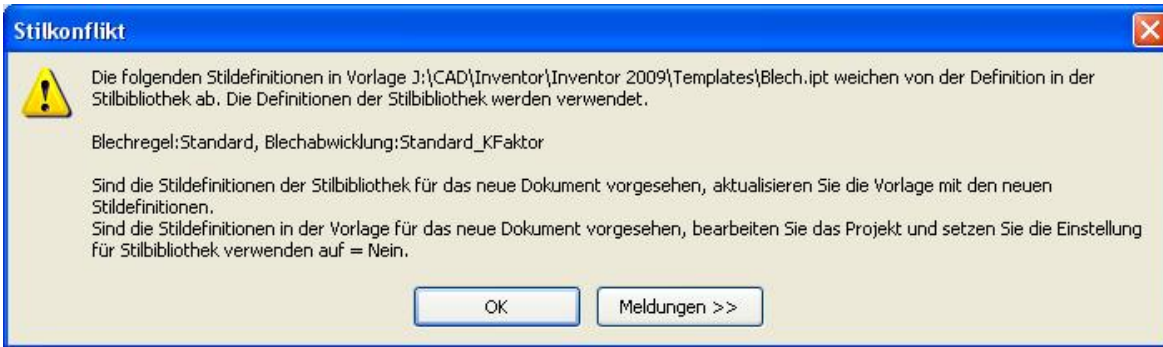 Stilkonflikt
Die folgenden Stildefinitionen in Vorlage J:\CAD\Inventor\Inventor 2009\Templates\Blech.ipt weichen von der Definition in der
Stilbibliothek ab. Die Definitionen der Stilbibliothek werden verwendet.
Blechregel:Standard, Blechabwicklung:Standard_KFaktor
Sind die Stildefinitionen der Stilbibliothek für das neue Dokument vorgesehen, aktualisieren Sie die Vorlage mit den neuen
Stildefinitionen.
Sind die Stildefinitionen in der Vorlage für das neue Dokument vorgesehen, bearbeiten Sie das Projekt und setzen Sie die Einstellung
für Stilbibliothek verwenden auf = Nein.
OK
Meldungen >>